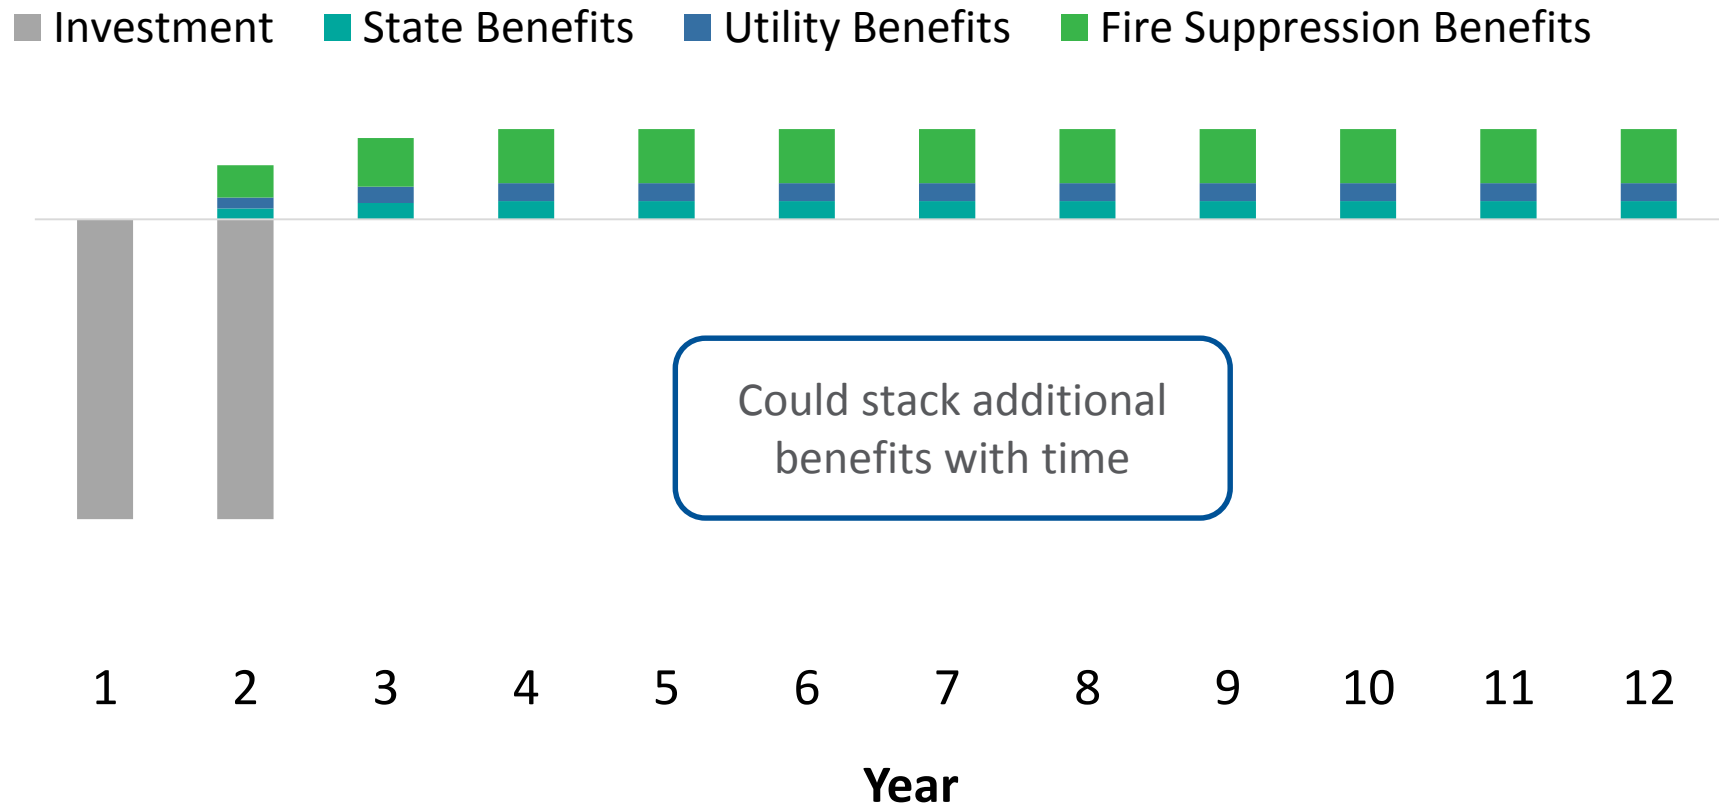 Investment State Benefits Utility Benefits Fire Suppression Benefits
Could stack additional
benefits with time
1 2 3 4 5 6 7 8 9 10 11 12
Year